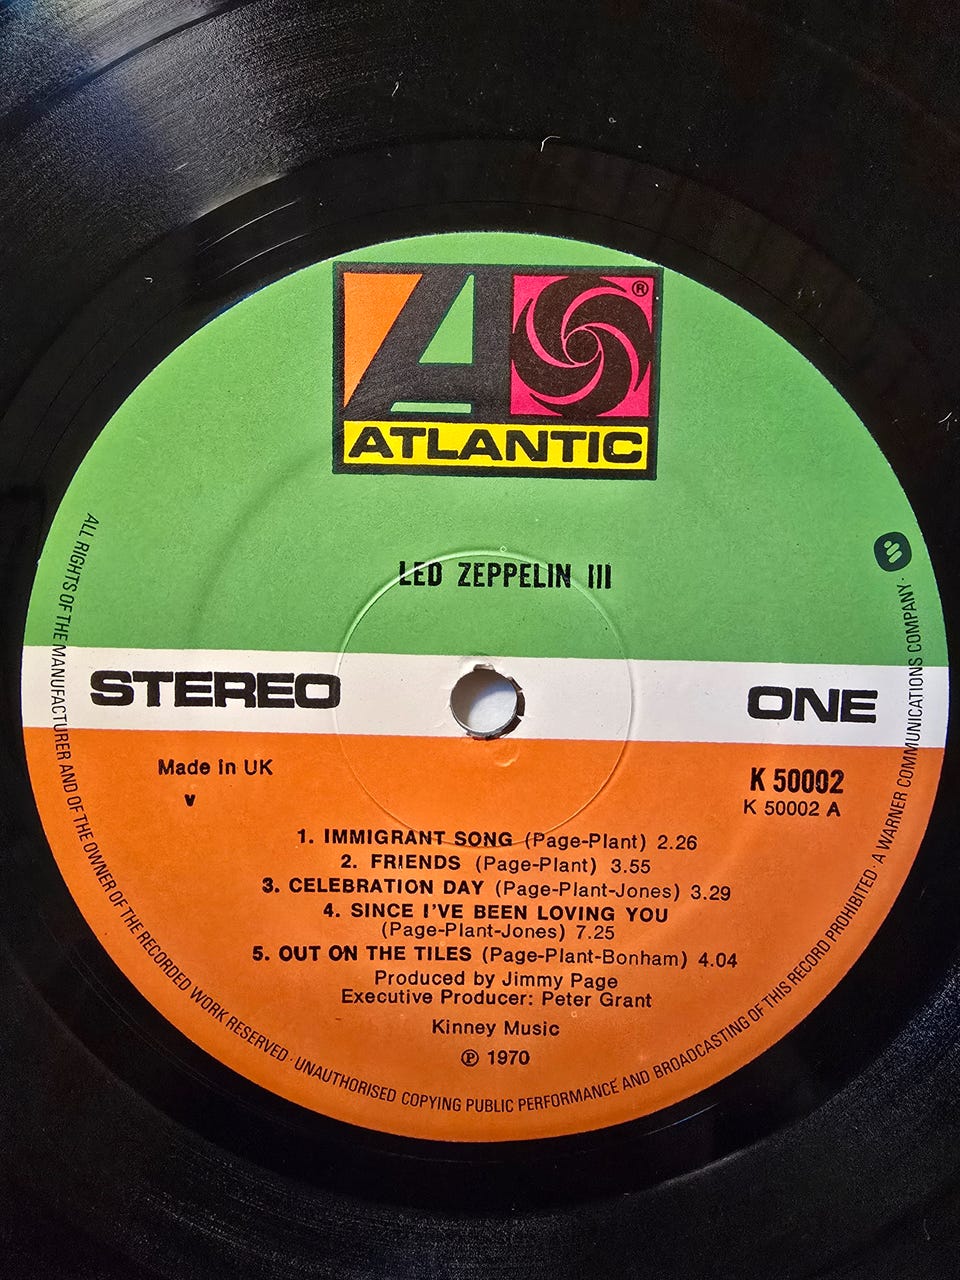 ®
ATLANTIC
LED ZEPPELIN III
STEREO
ONE
Made in UK
v
K 50002
K 50002 A
1. IMMIGRANT SONG (Page-Plant) 2.26
2. FRIENDS (Page-Plant) 3.55
3. CELEBRATION DAY (Page-Plant-Jones) 3.29
4. SINCE I'VE BEEN LOVING YOU
(Page-Plant-Jones) 7.25
5. OUT ON THE TILES (Page-Plant-Bonham) 4.04
Produced by Jimmy Page
Executive Producer: Peter Grant
Kinney Music
℗ 1970
ALL RIGHTS OF THE MANUFACTURER AND OF THE OWNER OF THE RECORDED WORK RESERVED · UNAUTHORISED COPYING PUBLIC PERFORMANCE AND BROADCASTING OF THIS RECORD PROHIBITED · A WARNER COMMUNICATIONS COMPANY ·